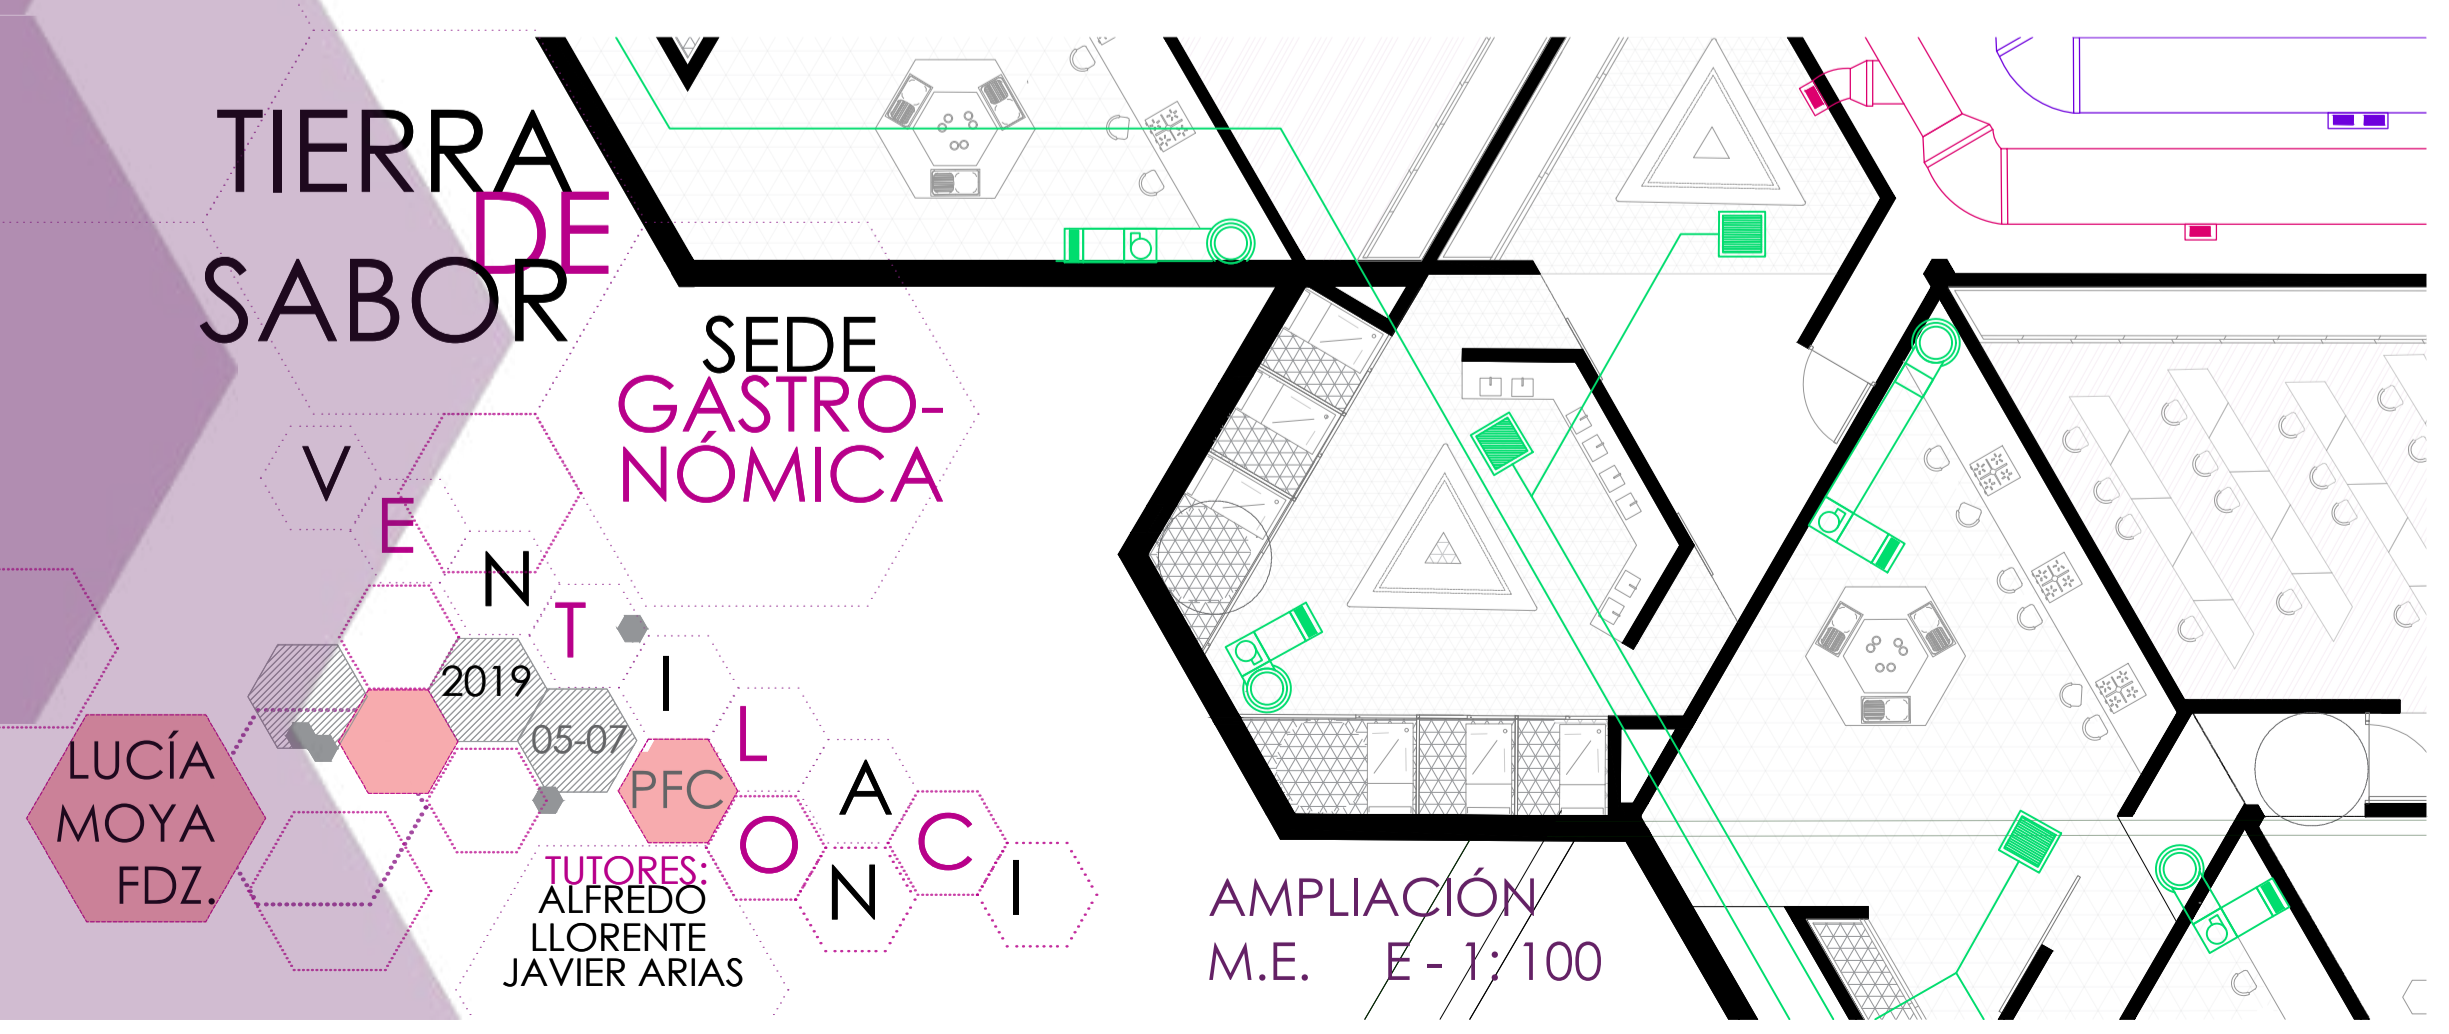 TIERRA
DE
SABOR
SEDE
GASTRO-
NÓMICA
V
E
N
T
I
L
A
C
I
O
N
2019
05-07
PFC
LUCÍA
MOYA
FDZ.
TUTORES:
ALFREDO
LLORENTE
JAVIER ARIAS
AMPLIACIÓN
M.E. E - 1: 100